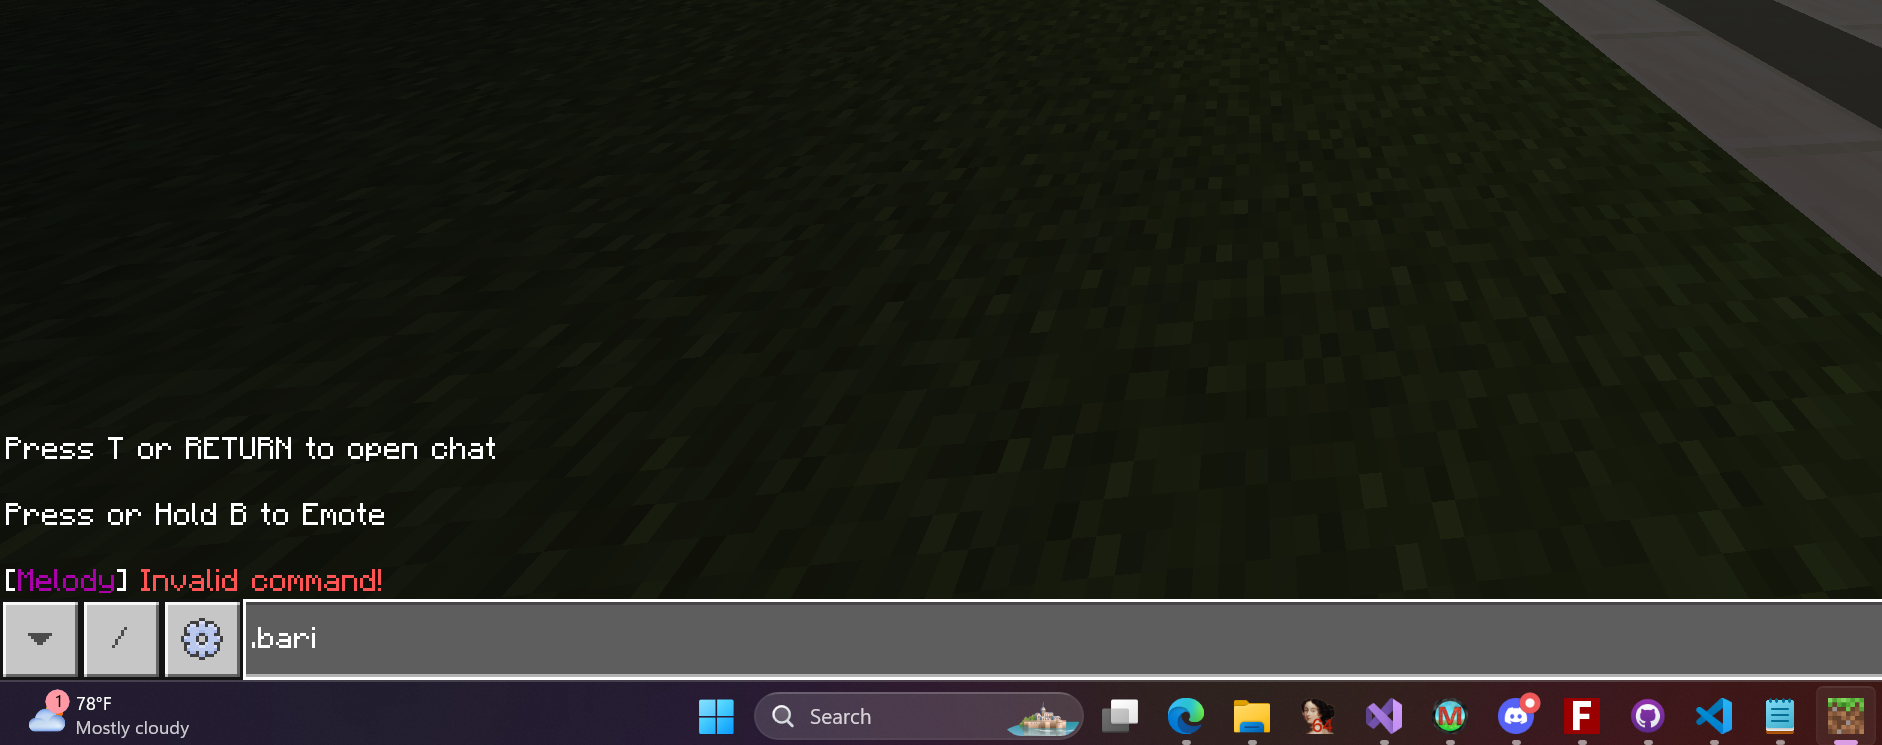 Press T or RETURN to open chat
Press or Hold B to Emote
[Melody] Invalid command!
/
.bari
1
78°F
Mostly cloudy
Search
64
M
F